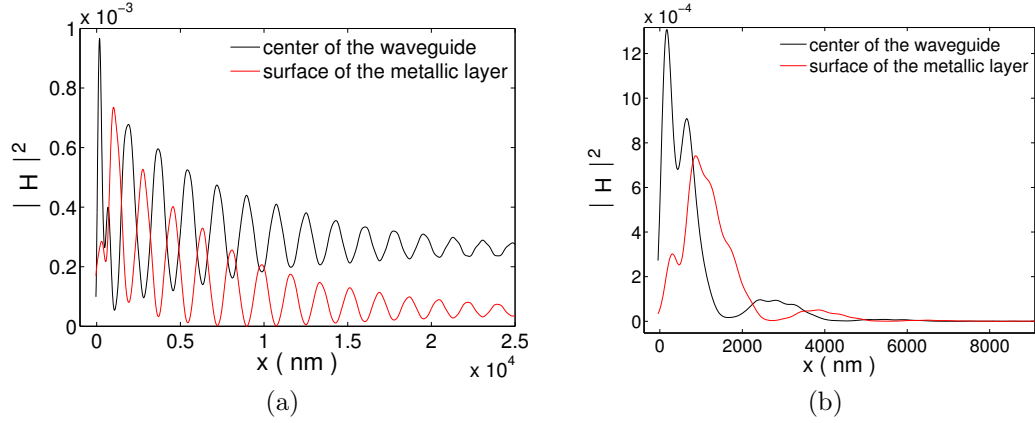 x 10⁻³
1
0.8
0.6
0.4
0.2
0
| H |²
center of the waveguide
surface of the metallic layer
0 0.5 1 1.5 2 2.5
x ( nm )
x 10⁴
(a)
x 10⁻⁴
12
10
8
6
4
2
0
| H |²
center of the waveguide
surface of the metallic layer
0 2000 4000 6000 8000
x ( nm )
(b)